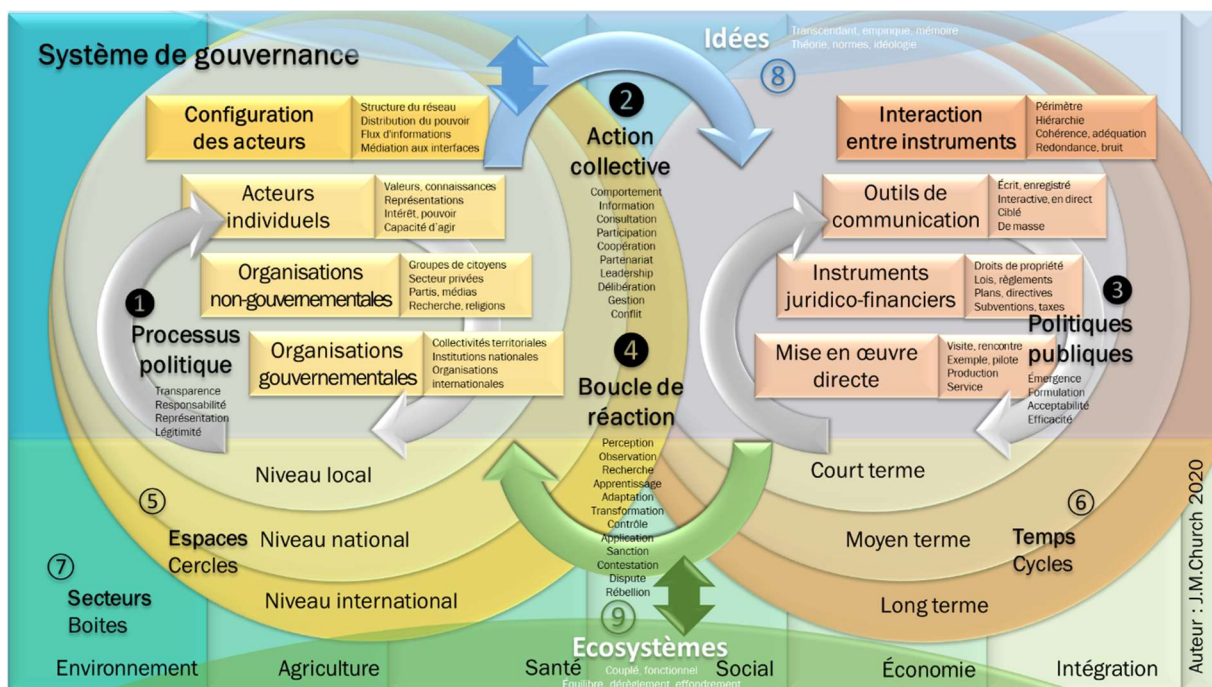 Système de gouvernance
Idées
Transcendant, empirique, mémoire
Théorie, normes, idéologie
8
Configuration
des acteurs
Structure du réseau
Distribution du pouvoir
Flux d'informations
Médiation aux interfaces
Acteurs
individuels
Valeurs, connaissances
Représentations
Intérêt, pouvoir
Capacité d'agir
Organisations
non-gouvernementales
Groupes de citoyens
Secteur privées
Partis, médias
Recherche, religions
Organisations
gouvernementales
Collectivités territoriales
Institutions nationales
Organisations
internationales
1
Processus
politique
Transparence
Responsabilité
Représentation
Légitimité
2
Action
collective
Comportement
Information
Consultation
Participation
Coopération
Partenariat
Leadership
Délibération
Gestion
Conflit
Interaction
entre instruments
Périmètre
Hiérarchie
Cohérence, adéquation
Redondance, bruit
Outils de
communication
Écrit, enregistré
Interactive, en direct
Ciblé
De masse
Instruments
juridico-financiers
Droits de propriété
Lois, règlements
Plans, directives
Subventions, taxes
Mise en œuvre
directe
Visite, rencontre
Exemple, pilote
Production
Service
3
Politiques
publiques
Émergence
Formulation
Acceptabilité
Efficacité
4
Boucle de
réaction
Perception
Observation
Recherche
Apprentissage
Adaptation
Transformation
Contrôle
Application
Sanction
Contestation
Dispute
Rébellion
Niveau local
Niveau national
Niveau international
5
Espaces
Cercles
Court terme
Moyen terme
Long terme
6
Temps
Cycles
7
Secteurs
Boites
9
Ecosystèmes
Couplé, fonctionnel
Équilibre, dérèglement, effondrement
Environnement
Agriculture
Santé
Social
Économie
Intégration
Auteur : J.M.Church 2020